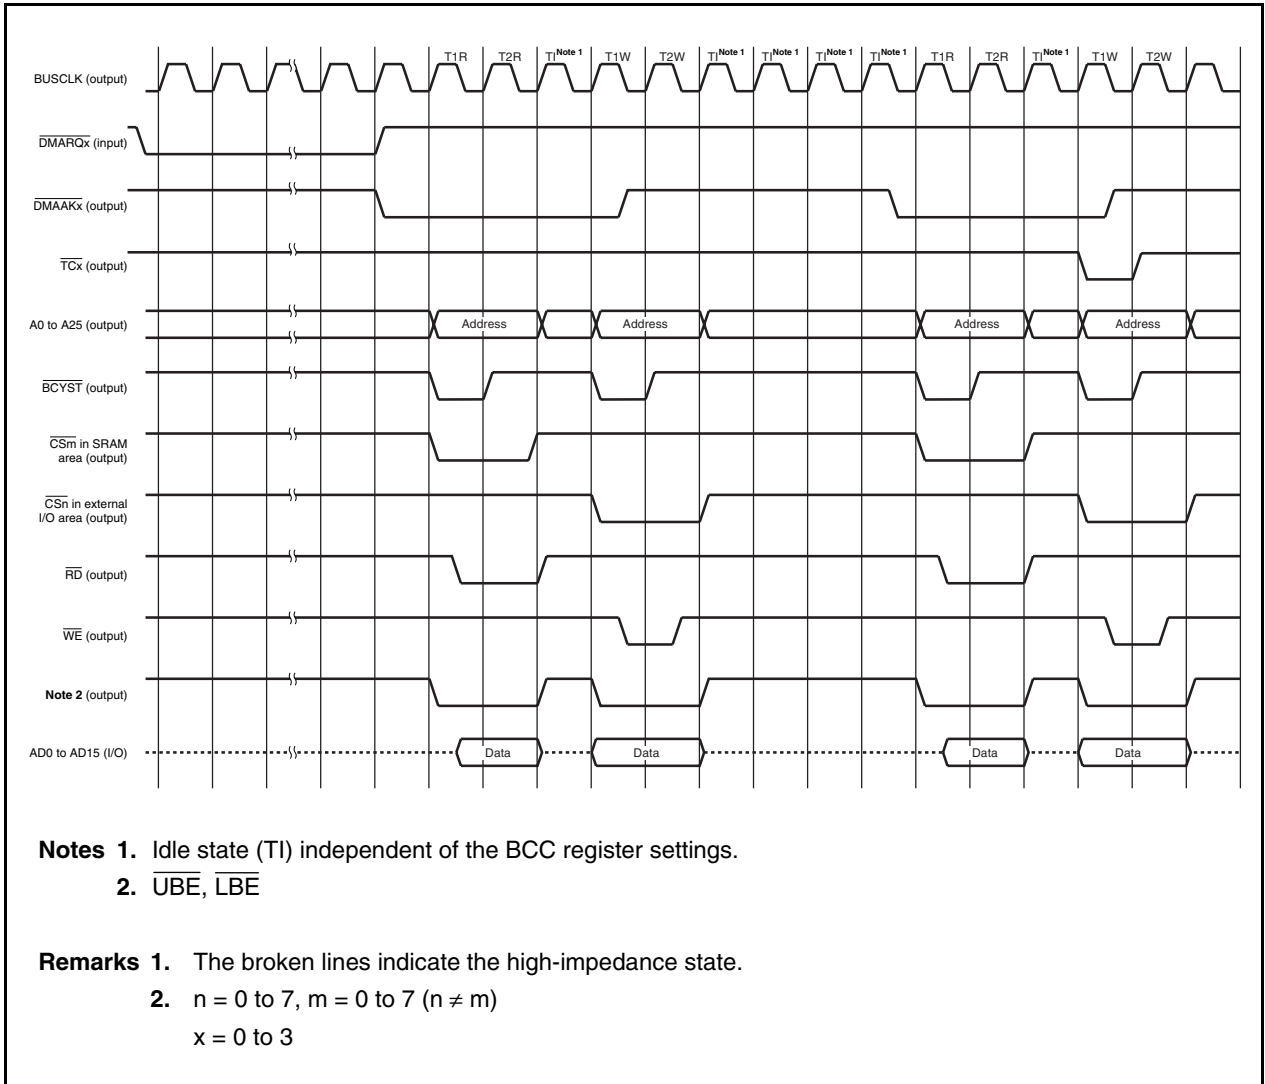 T1R T2R TI Note 1 T1W T2W TI Note 1 TI Note 1 TI Note 1 TI Note 1 T1R T2R TI Note 1 T1W T2W
BUSCLK (output)
DMARQx (input)
DMAAKx (output)
TCx (output)
A0 to A25 (output) Address Address Address Address
BCYST (output)
CSm in SRAM
area (output)
CSn in external
I/O area (output)
RD (output)
WE (output)
Note 2 (output)
AD0 to AD15 (I/O) Data Data Data Data
Notes 1. Idle state (TI) independent of the BCC register settings.
2. UBE, LBE
Remarks 1. The broken lines indicate the high-impedance state.
2. n = 0 to 7, m = 0 to 7 (n ≠ m)
x = 0 to 3